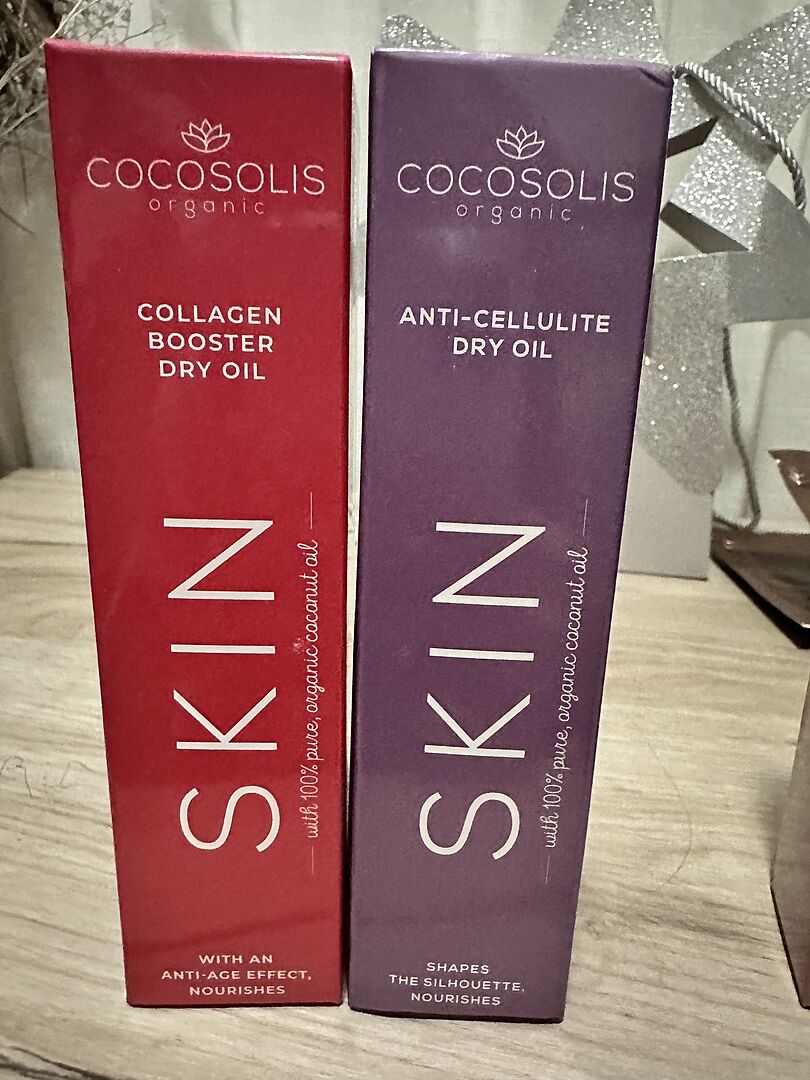 COCOSOLIS
organic
COLLAGEN
BOOSTER
DRY OIL
SKIN
with 100% pure, organic coconut oil
WITH AN
ANTI-AGE EFFECT,
NOURISHES
COCOSOLIS
organic
ANTI-CELLULITE
DRY OIL
SKIN
with 100% pure, organic coconut oil
SHAPES
THE SILHOUETTE,
NOURISHES